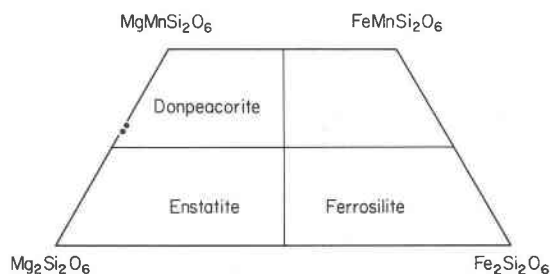 MgMnSi₂O₆ FeMnSi₂O₆
Donpeacorite
Enstatite Ferrosilite
Mg₂Si₂O₆ Fe₂Si₂O₆